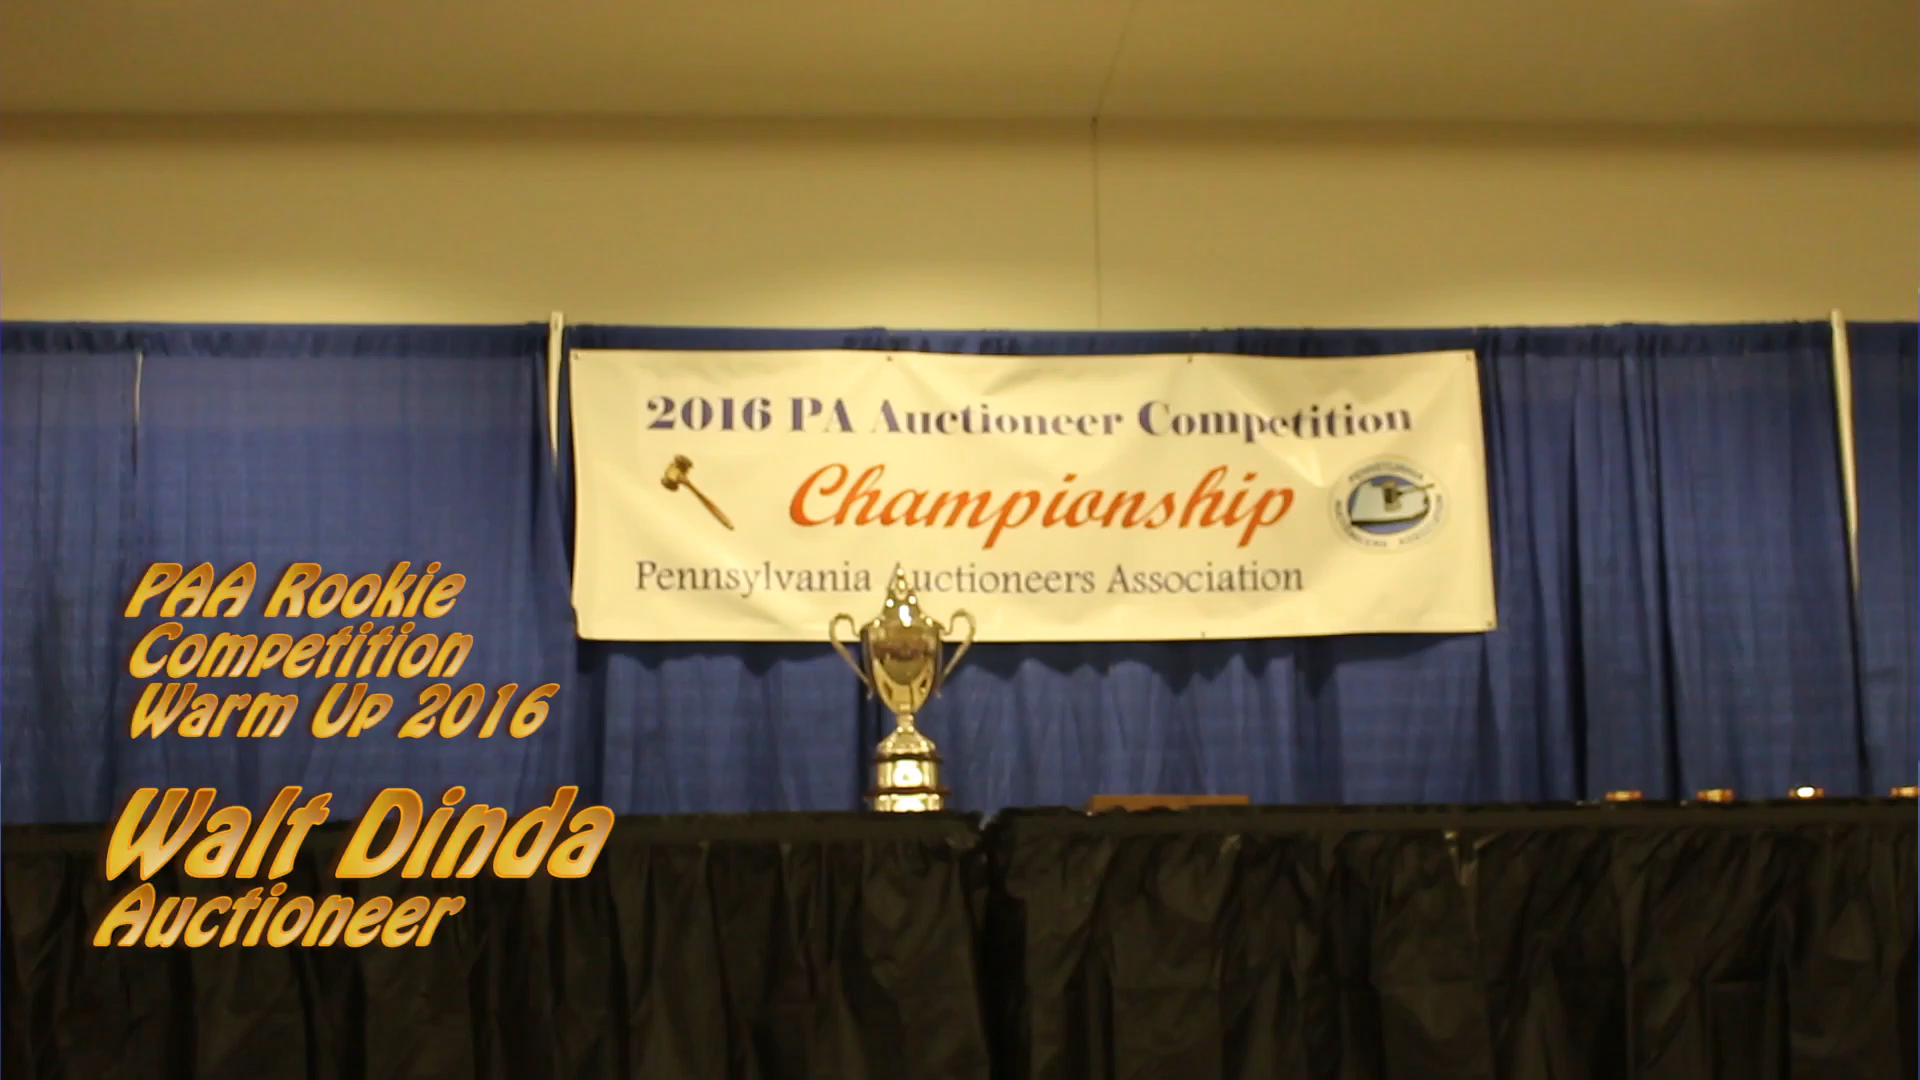 2016 PA Auctioneer Competition
Championship
Pennsylvania Auctioneers Association
PAA Rookie
Competition
Warm Up 2016
Walt Dinda
Auctioneer